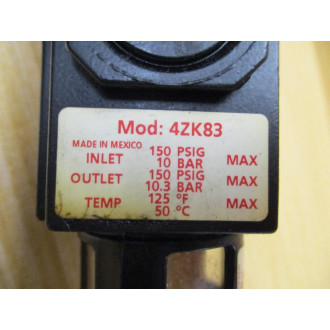 Mod: 4ZK83
MADE IN MEXICO 150 PSIG
INLET 10 BAR MAX
OUTLET 150 PSIG MAX
10.3 BAR
TEMP 125 °F MAX
50 °C